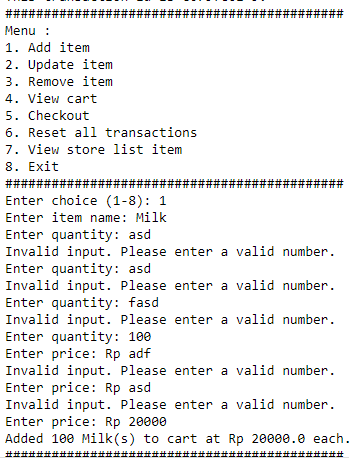 ############################################
Menu :
1. Add item
2. Update item
3. Remove item
4. View cart
5. Checkout
6. Reset all transactions
7. View store list item
8. Exit
############################################
Enter choice (1-8): 1
Enter item name: Milk
Enter quantity: asd
Invalid input. Please enter a valid number.
Enter quantity: asd
Invalid input. Please enter a valid number.
Enter quantity: fasd
Invalid input. Please enter a valid number.
Enter quantity: 100
Enter price: Rp adf
Invalid input. Please enter a valid number.
Enter price: Rp asd
Invalid input. Please enter a valid number.
Enter price: Rp 20000
Added 100 Milk(s) to cart at Rp 20000.0 each.
############################################